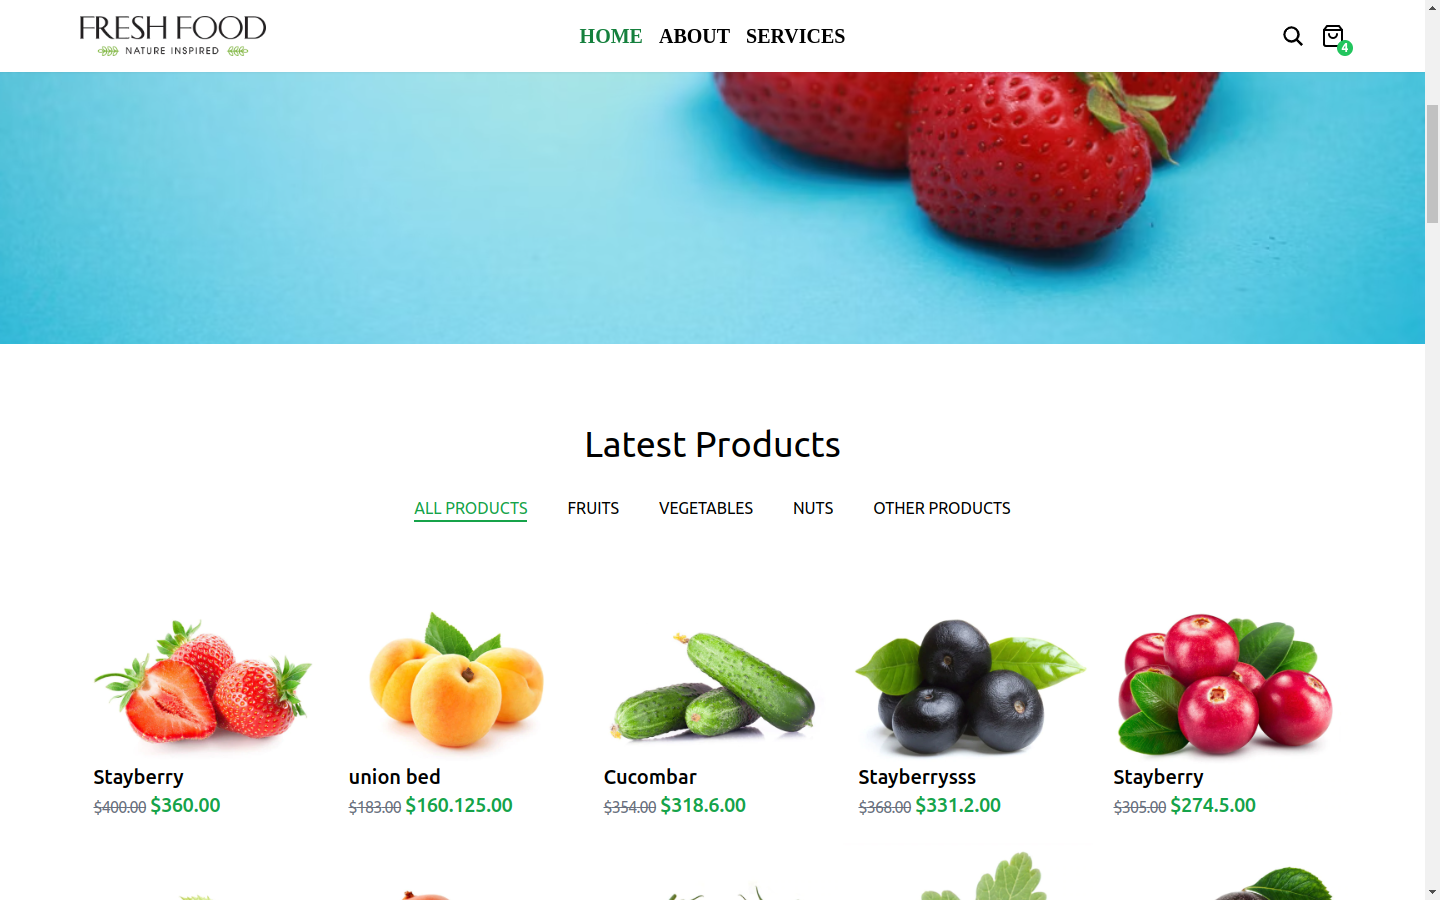 FRESH FOOD
NATURE INSPIRED
HOME ABOUT SERVICES
4
Latest Products
ALL PRODUCTS FRUITS VEGETABLES NUTS OTHER PRODUCTS
Stayberry
$400.00 $360.00
union bed
$183.00 $160.125.00
Cucombar
$354.00 $318.6.00
Stayberrysss
$368.00 $331.2.00
Stayberry
$305.00 $274.5.00